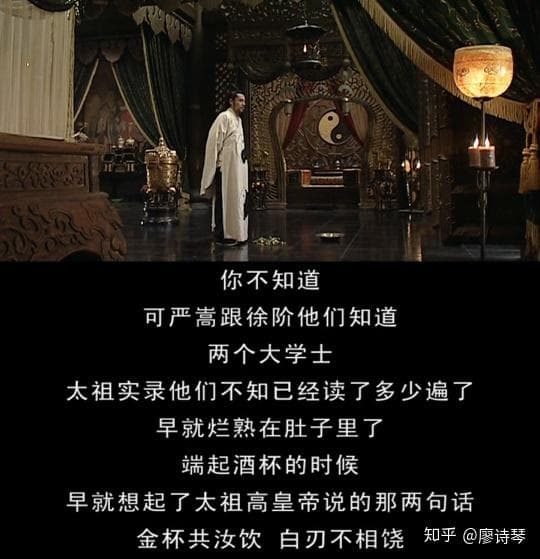 你不知道
可严嵩跟徐阶他们知道
两个大学士
太祖实录他们不知已经读了多少遍了
早就烂熟在肚子里了
端起酒杯的时候
早就想起了太祖高皇帝说的那两句话
金杯共汝饮 白刃不相饶
知乎 @廖诗琴